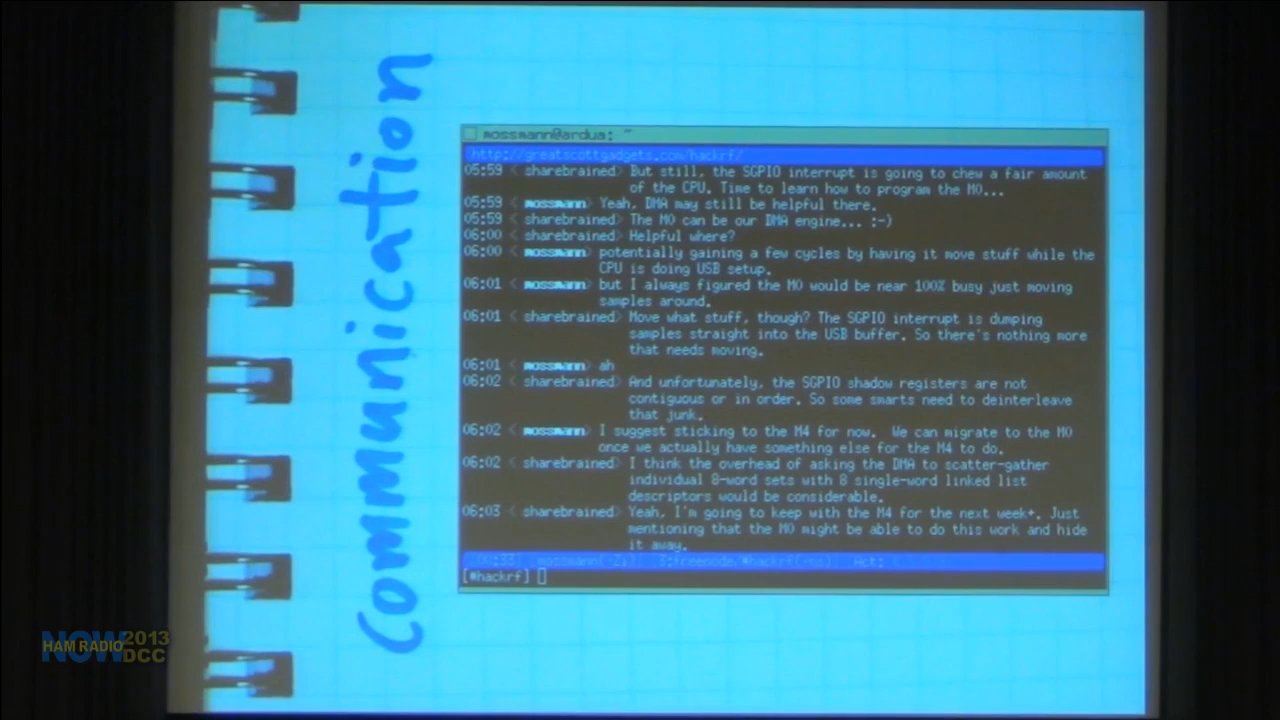 Communication
mossmann@ardua: ~
http://greatscottgadgets.com/hackrf/
05:59 < sharebrained> But still, the SGPIO interrupt is going to chew a fair amount
of the CPU. Time to learn how to program the M0...
05:59 < mossmann> Yeah, DMA may still be helpful there.
05:59 < sharebrained> The M0 can be our DMA engine... :-)
06:00 < sharebrained> Helpful where?
06:00 < mossmann> potentially gaining a few cycles by having it move stuff while the
CPU is doing USB setup.
06:01 < mossmann> but I always figured the M0 would be near 100% busy just moving
samples around.
06:01 < sharebrained> Move what stuff, though? The SGPIO interrupt is dumping
samples straight into the USB buffer. So there's nothing more
that needs moving.
06:01 < mossmann> ah
06:02 < sharebrained> And unfortunately, the SGPIO shadow registers are not
contiguous or in order. So some smarts need to deinterleave
that junk.
06:02 < mossmann> I suggest sticking to the M4 for now. We can migrate to the M0
once we actually have something else for the M4 to do.
06:02 < sharebrained> I think the overhead of asking the DMA to scatter-gather
individual 8-word sets with 8 single-word linked list
descriptors would be considerable.
06:03 < sharebrained> Yeah, I'm going to keep with the M4 for the next week+. Just
mentioning that the M0 might be able to do this work and hide
it away.
[#hackrf]
HAM RADIO NOW 2013 DCC